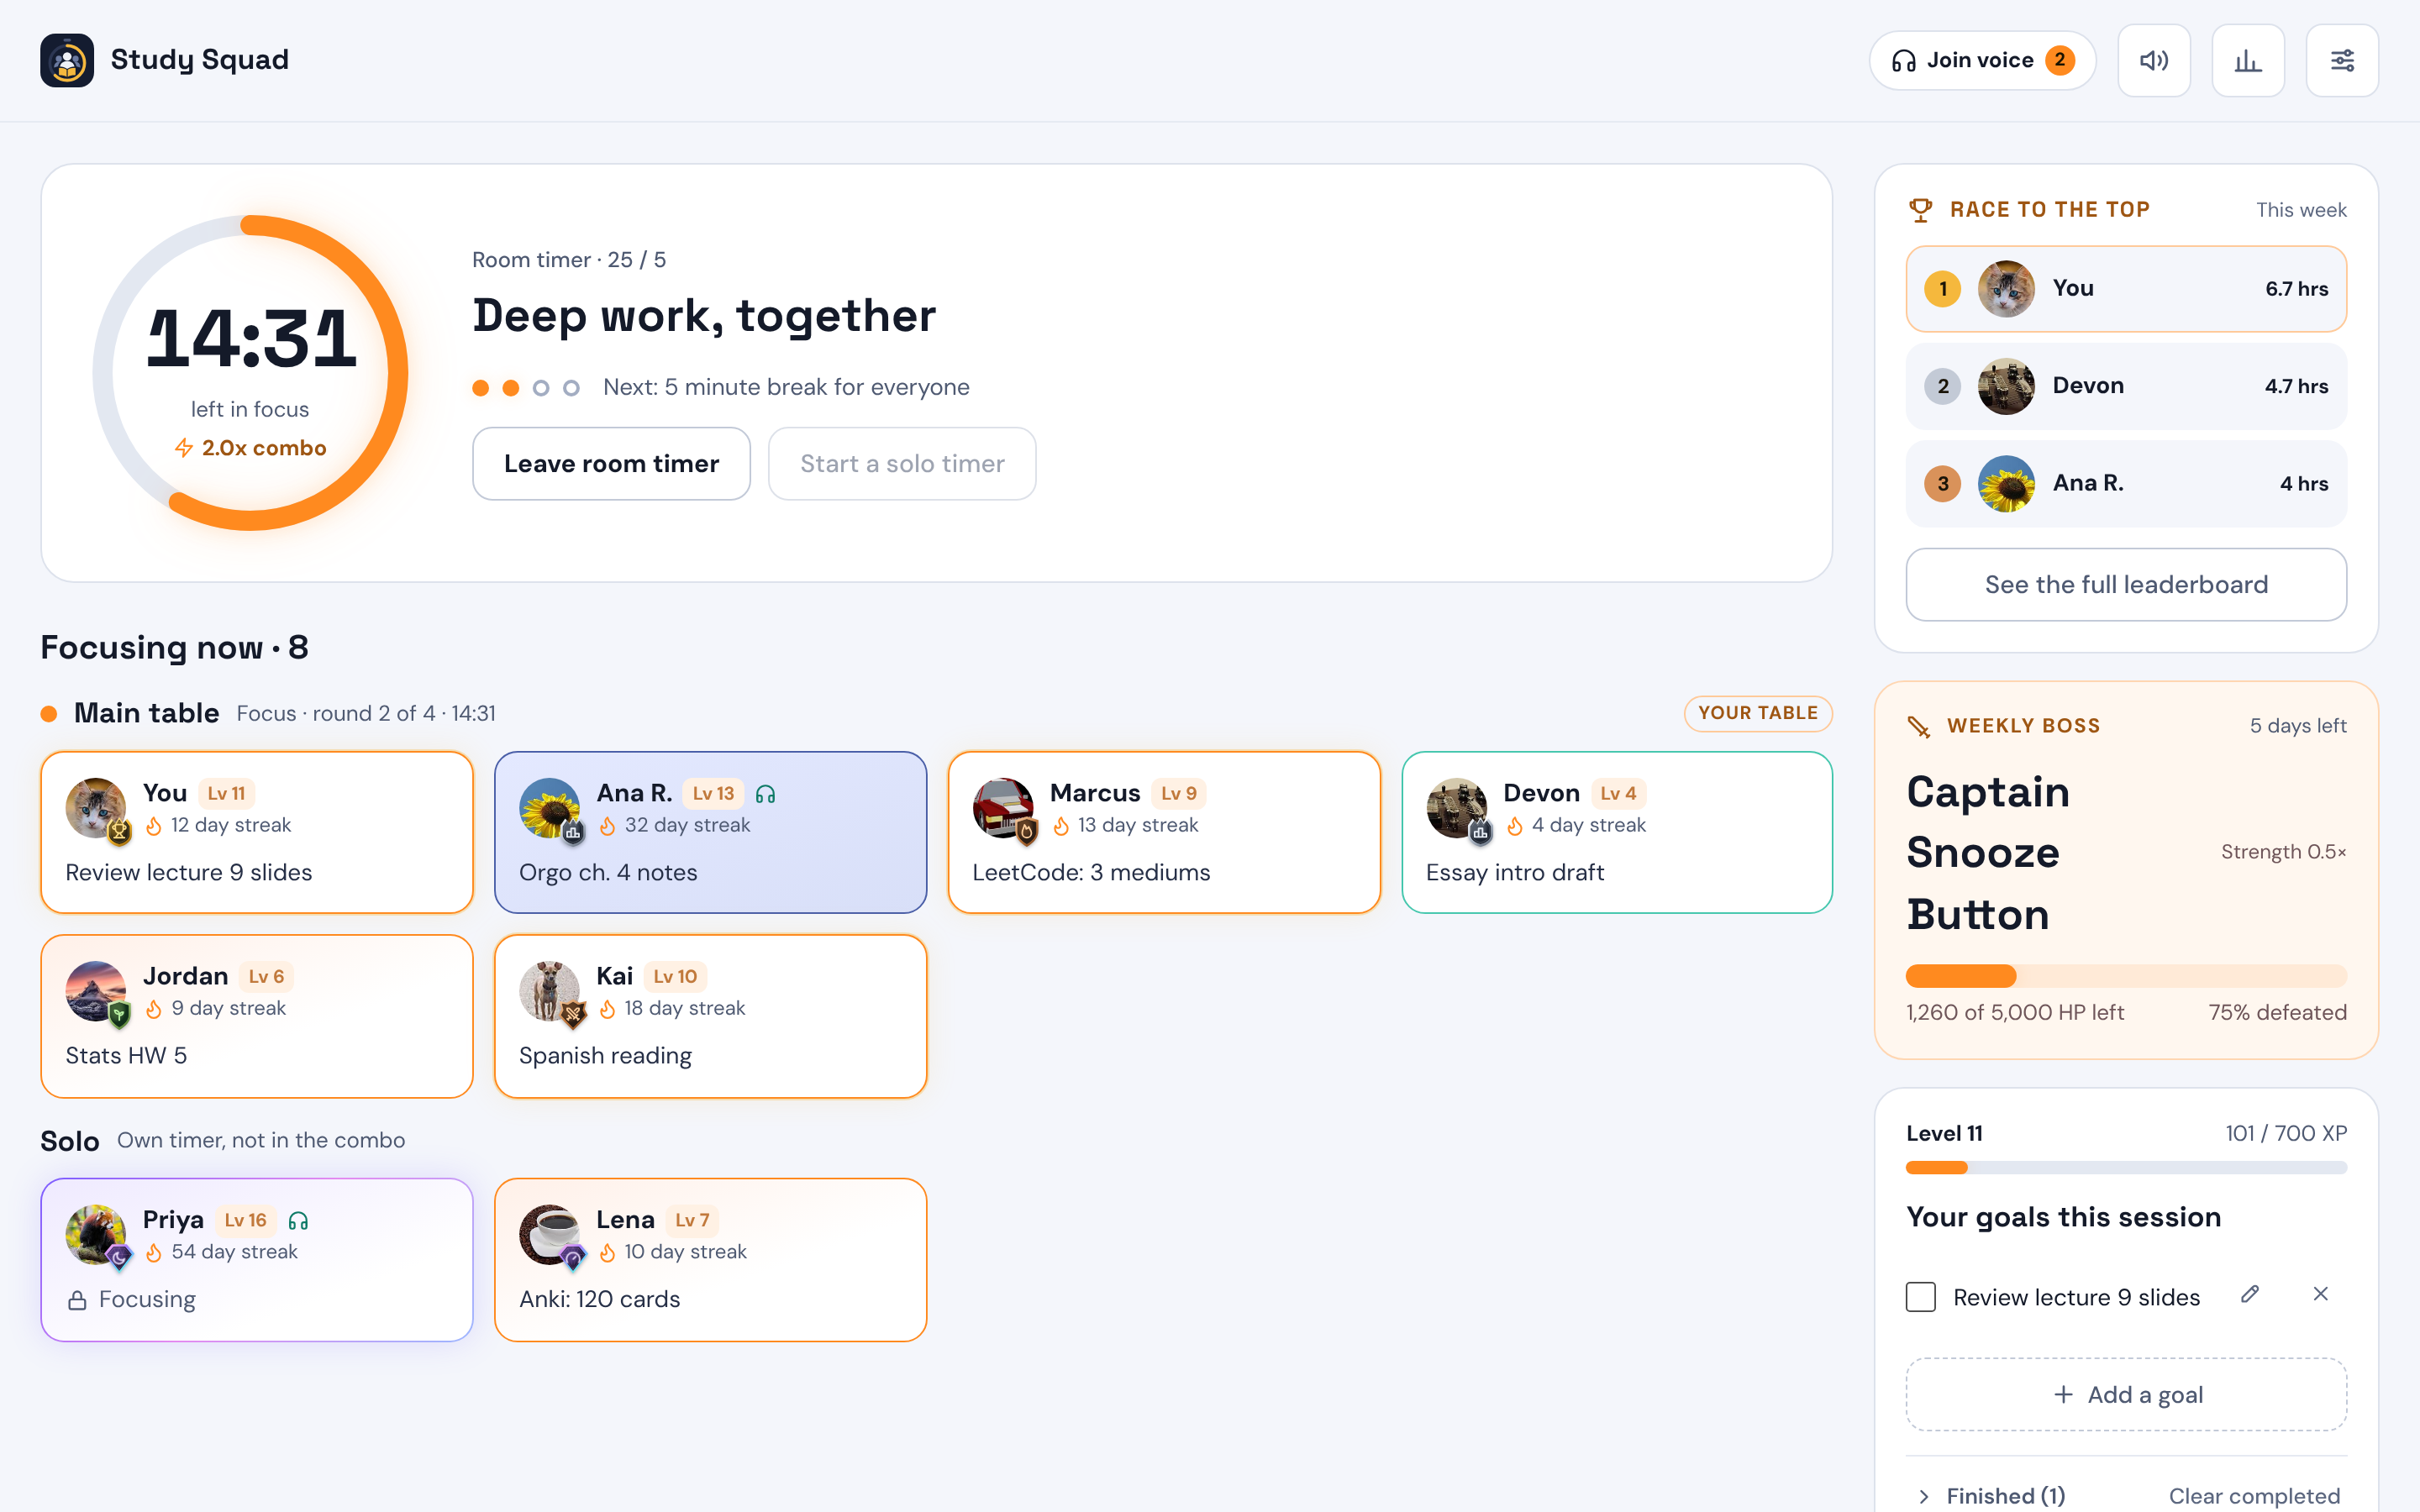 Study Squad
Join voice 2
Room timer · 25 / 5
Deep work, together
14:31
left in focus
2.0x combo
Next: 5 minute break for everyone
Leave room timer
Start a solo timer
Focusing now · 8
Main table Focus · round 2 of 4 · 14:31
YOUR TABLE
You Lv 11
12 day streak
Review lecture 9 slides
Ana R. Lv 13
32 day streak
Orgo ch. 4 notes
Marcus Lv 9
13 day streak
LeetCode: 3 mediums
Devon Lv 4
4 day streak
Essay intro draft
Jordan Lv 6
9 day streak
Stats HW 5
Kai Lv 10
18 day streak
Spanish reading
Solo Own timer, not in the combo
Priya Lv 16
54 day streak
Focusing
Lena Lv 7
10 day streak
Anki: 120 cards
RACE TO THE TOP This week
1 You 6.7 hrs
2 Devon 4.7 hrs
3 Ana R. 4 hrs
See the full leaderboard
WEEKLY BOSS 5 days left
Captain
Snooze
Button
Strength 0.5×
1,260 of 5,000 HP left 75% defeated
Level 11 101 / 700 XP
Your goals this session
Review lecture 9 slides
Add a goal
Finished (1) Clear completed